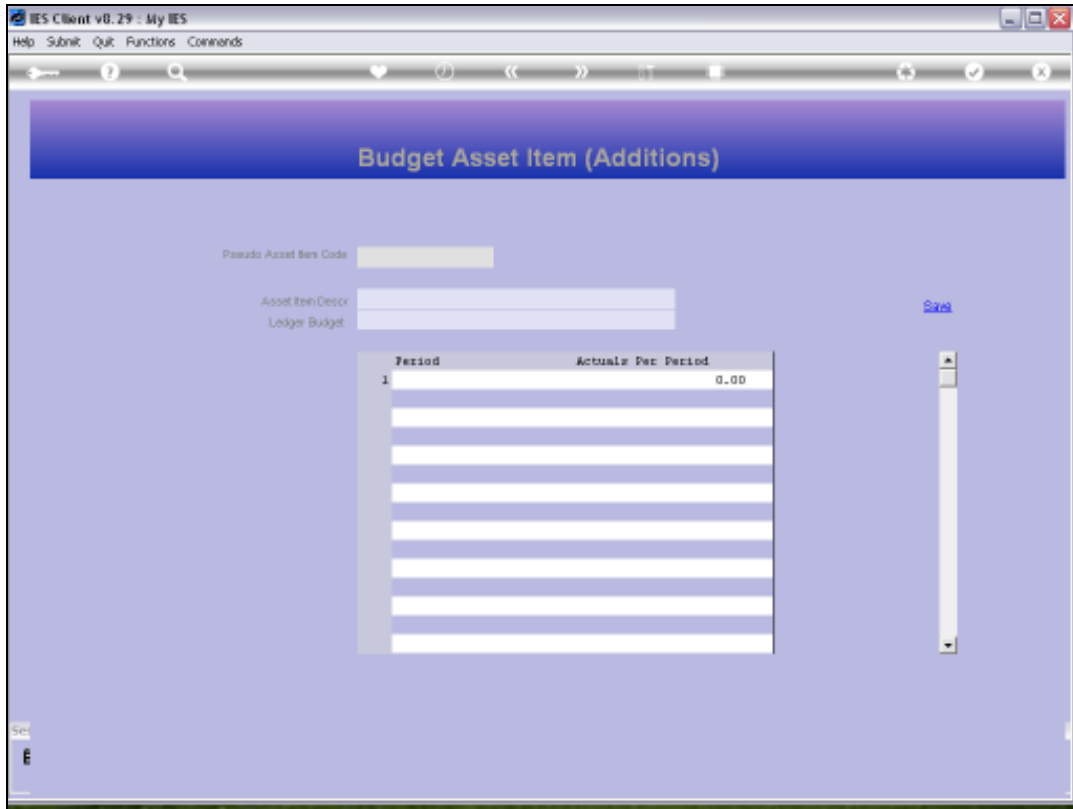 IES Client v8.29 : My IES
Help Submit Quit Functions Commands
Budget Asset Item (Additions)
Pseudo Asset Item Code
Asset Item Descr
Save
Ledger Budget
Period Actuals Per Period
1 0.00